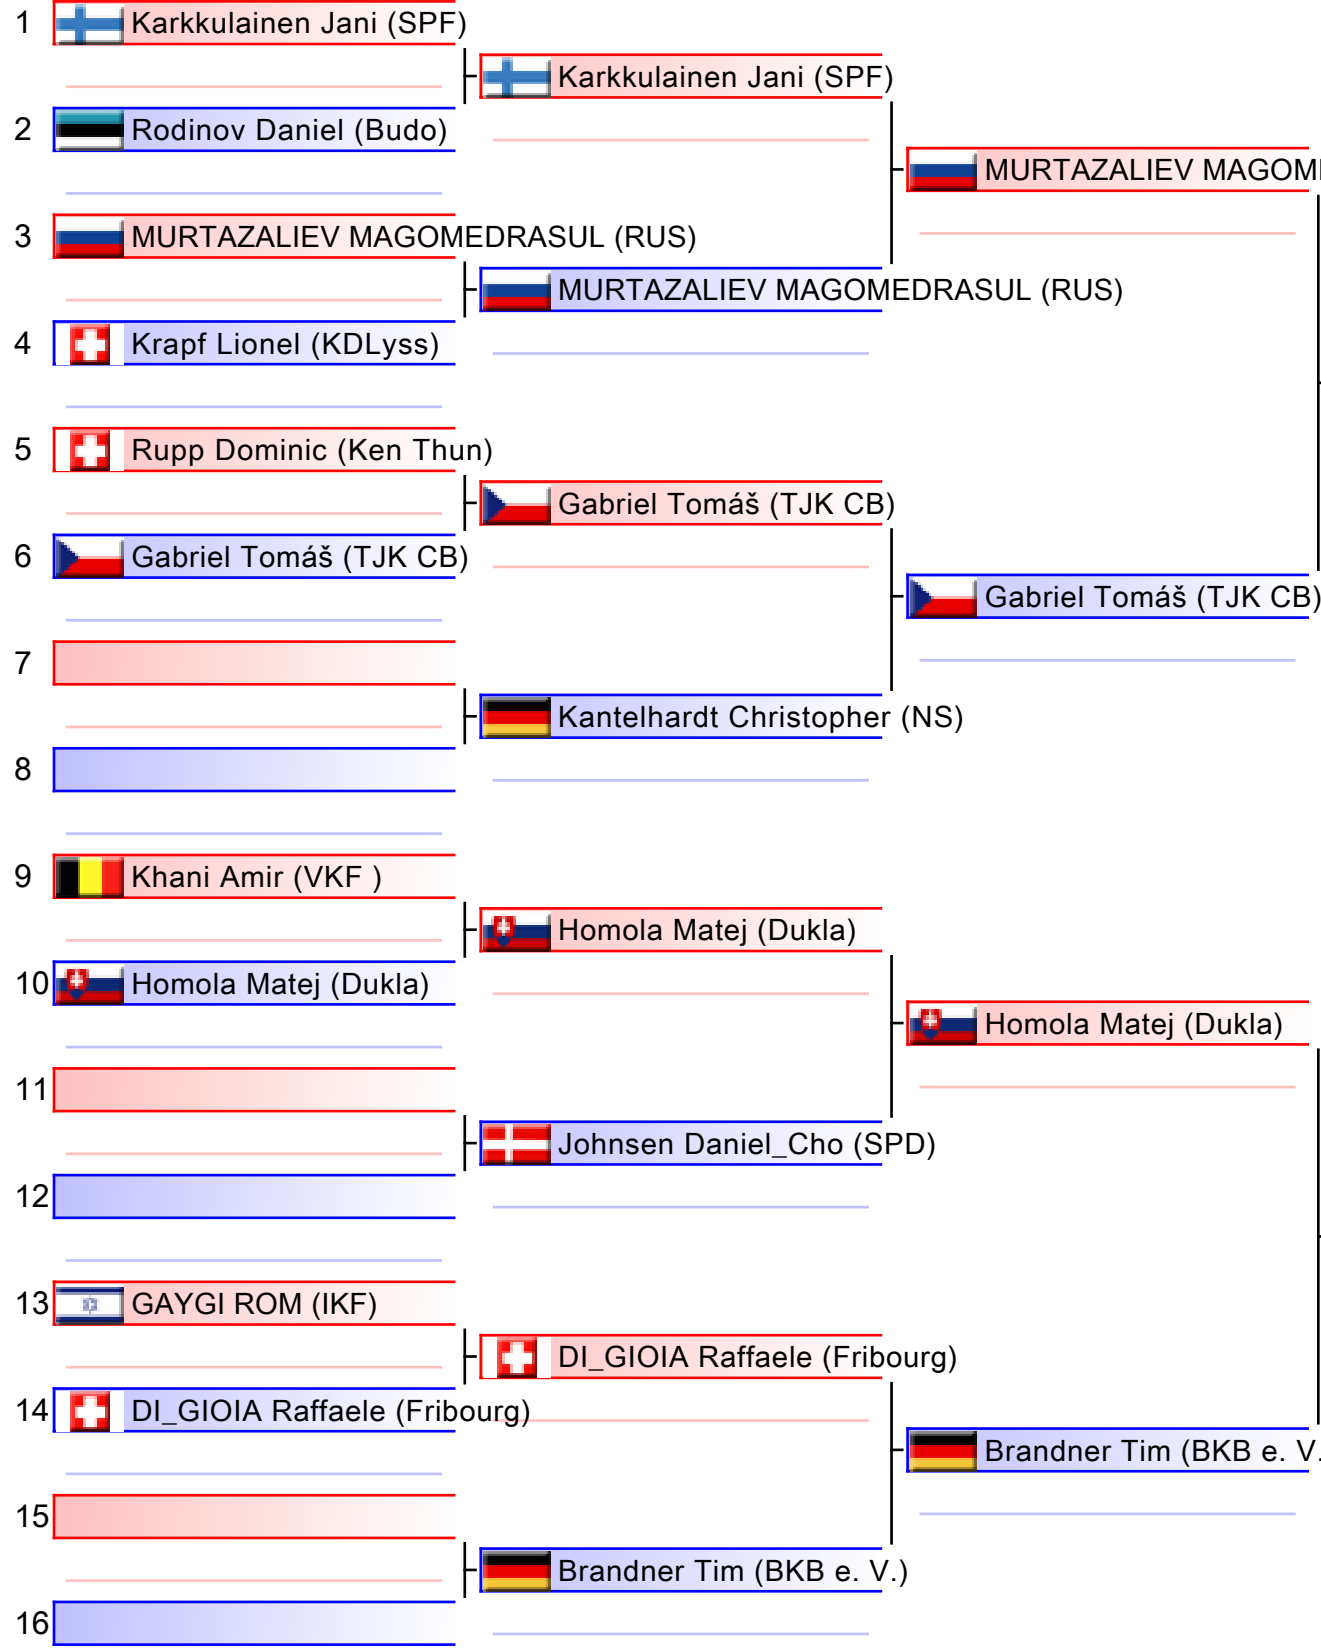 1 Karkkulainen Jani (SPF)
Karkkulainen Jani (SPF)
2 Rodinov Daniel (Budo)
MURTAZALIEV
3 MURTAZALIEV MAGOMEDRASUL (RUS)
MURTAZALIEV MAGOMEDRASUL (RUS)
4 Krapf Lionel (KDLyss)
5 Rupp Dominic (Ken Thun)
Gabriel Tomáš (TJK CB)
6 Gabriel Tomáš (TJK CB)
Gabriel Tomáš (TJK CB)
7
Kantelhardt Christopher (NS)
8
9 Khani Amir (VKF )
Homola Matej (Dukla)
10 Homola Matej (Dukla)
Homola Matej (Dukla)
11
Johnsen Daniel_Cho (SPD)
12
13 GAYGI ROM (IKF)
DI_GIOIA Raffaele (Fribourg)
14 DI_GIOIA Raffaele (Fribourg)
Brandner Tim (BKB e. V.
15
Brandner Tim (BKB e. V.)
16